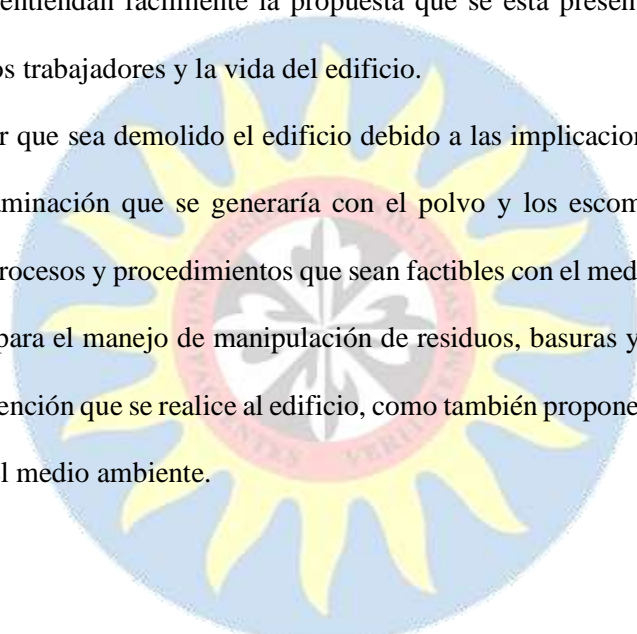 entiendan fácilmente la propuesta que se está presen
os trabajadores y la vida del edificio.
r que sea demolido el edificio debido a las implicacion
aminación que se generaría con el polvo y los escom
rocesos y procedimientos que sean factibles con el med
para el manejo de manipulación de residuos, basuras y
ención que se realice al edificio, como también propone
l medio ambiente.